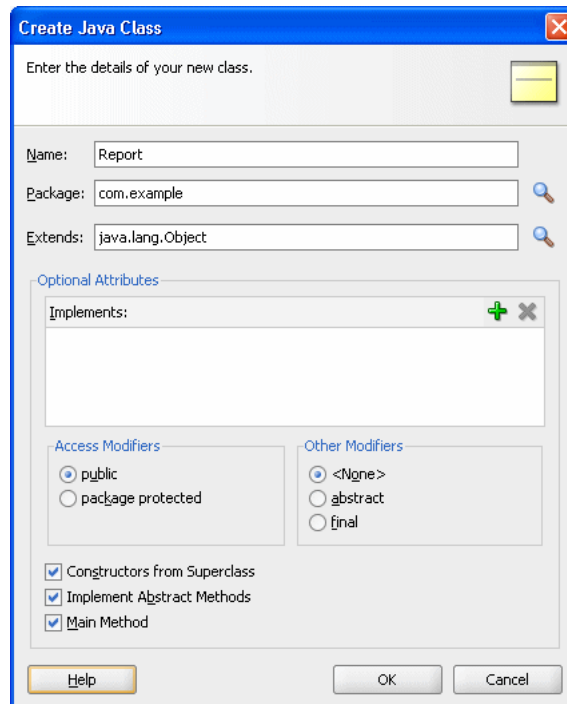 Create Java Class
Enter the details of your new class.
Name: Report
Package: com.example
Extends: java.lang.Object
Optional Attributes
Implements:
Access Modifiers
public
package protected
Other Modifiers
<None>
abstract
final
Constructors from Superclass
Implement Abstract Methods
Main Method
Help OK Cancel